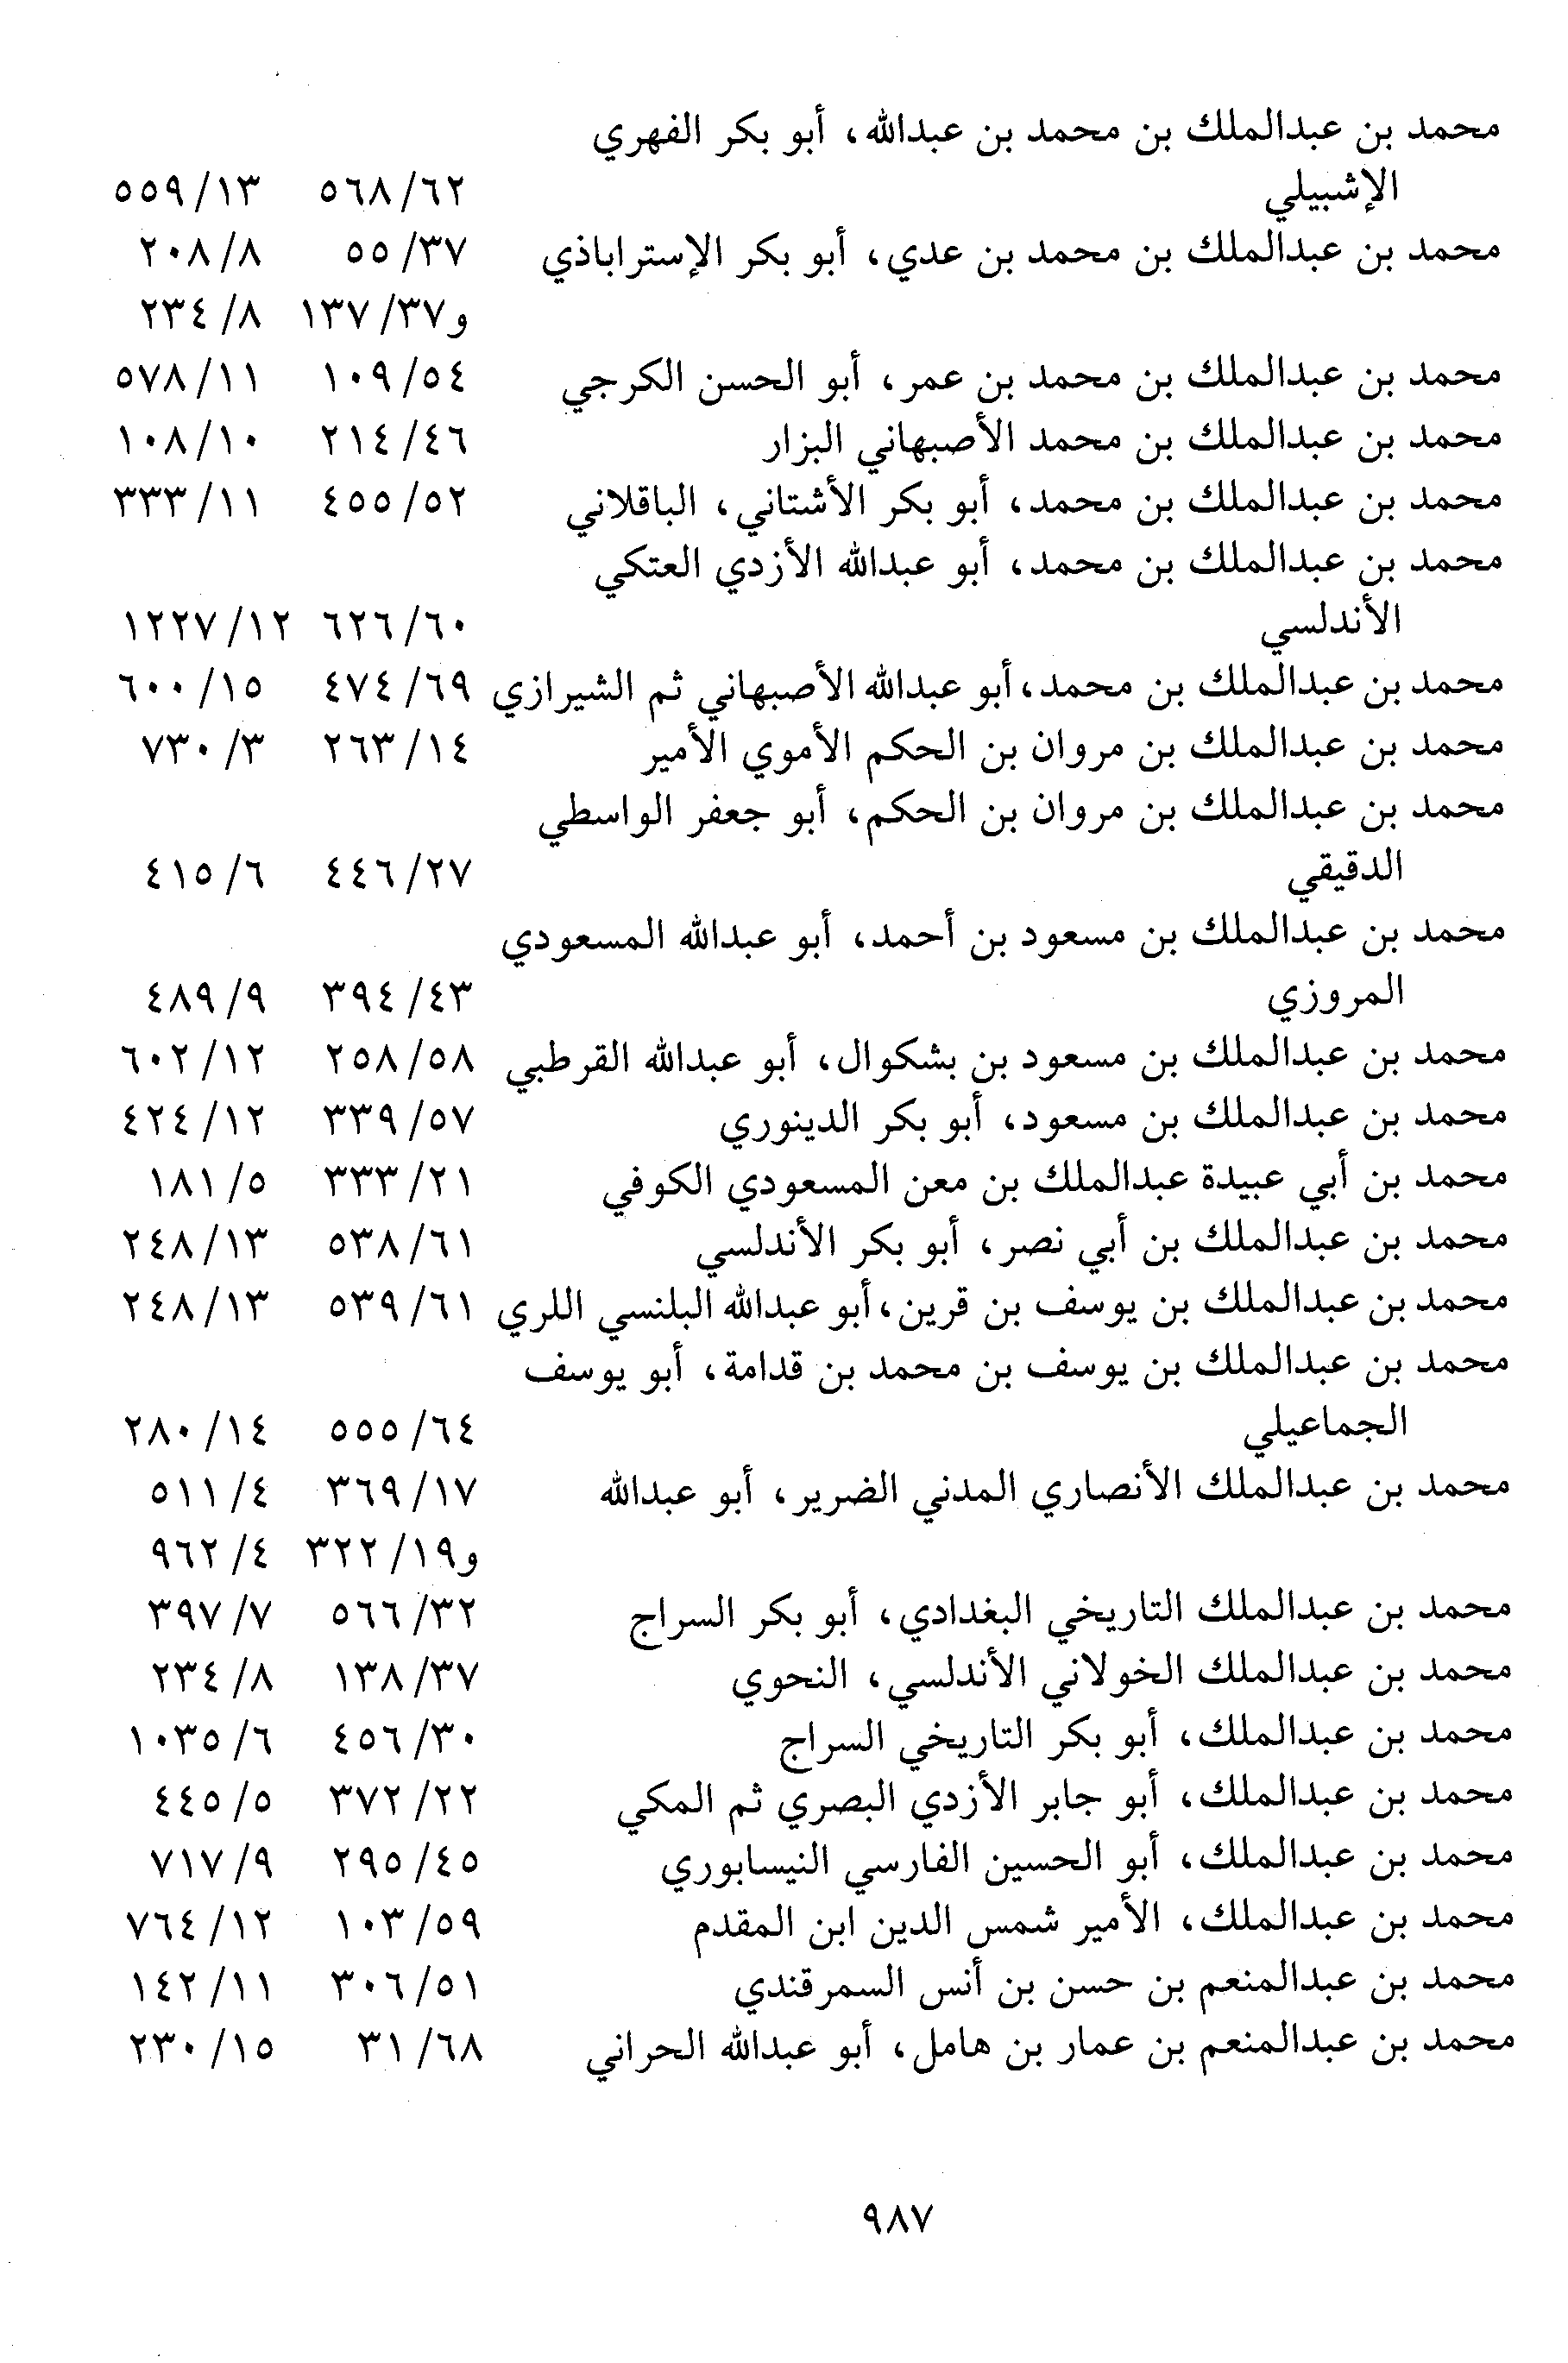 محمد بن عبدالملك بن محمد بن عبدالله، أبو بكر الفهري
الإشبيلي ٥٦٨/٦٢ ٥٥٩/١٣
محمد بن عبدالملك بن محمد بن عدي، أبو بكر الإستراباذي ٥٥/٣٧ ٢٠٨/٨
و١٣٧/٣٧ ٢٣٤/٨
محمد بن عبدالملك بن محمد بن عمر، أبو الحسن الكرجي ١٠٩/٥٤ ٥٧٨/١١
محمد بن عبدالملك بن محمد الأصبهاني البزار ٢١٤/٤٦ ١٠٨/١٠
محمد بن عبدالملك بن محمد، أبو بكر الأشتاني، الباقلاني ٤٥٥/٥٢ ٣٣٣/١١
محمد بن عبدالملك بن محمد، أبو عبدالله الأزدي العتكي
الأندلسي ٦٢٦/٦٠ ١٢٢٧/١٢
محمد بن عبدالملك بن محمد، أبو عبدالله الأصبهاني ثم الشيرازي ٤٧٤/٦٩ ٦٠٠/١٥
محمد بن عبدالملك بن مروان بن الحكم الأموي الأمير ٢٦٣/١٤ ٧٣٠/٣
محمد بن عبدالملك بن مروان بن الحكم، أبو جعفر الواسطي
الدقيقي ٤٤٦/٢٧ ٤١٥/٦
محمد بن عبدالملك بن مسعود بن أحمد، أبو عبدالله المسعودي
المروزي ٣٩٤/٤٣ ٤٨٩/٩
محمد بن عبدالملك بن مسعود بن بشكوال، أبو عبدالله القرطبي ٢٥٨/٥٨ ٦٠٢/١٢
محمد بن عبدالملك بن مسعود، أبو بكر الدينوري ٣٣٩/٥٧ ٤٢٤/١٢
محمد بن أبي عبيدة عبدالملك بن معن المسعودي الكوفي ٣٣٣/٢١ ١٨١/٥
محمد بن عبدالملك بن أبي نصر، أبو بكر الأندلسي ٥٣٨/٦١ ٢٤٨/١٣
محمد بن عبدالملك بن يوسف بن قرين، أبو عبدالله البلنسي اللري ٥٣٩/٦١ ٢٤٨/١٣
محمد بن عبدالملك بن يوسف بن محمد بن قدامة، أبو يوسف
الجماعيلي ٥٥٥/٦٤ ٢٨٠/١٤
محمد بن عبدالملك الأنصاري المدني الضرير، أبو عبدالله ٣٦٩/١٧ ٥١١/٤
و٣٢٢/١٩ ٩٦٢/٤
محمد بن عبدالملك التاريخي البغدادي، أبو بكر السراج ٥٦٦/٣٢ ٣٩٧/٧
محمد بن عبدالملك الخولاني الأندلسي، النحوي ١٣٨/٣٧ ٢٣٤/٨
محمد بن عبدالملك، أبو بكر التاريخي السراج ٤٥٦/٣٠ ١٠٣٥/٦
محمد بن عبدالملك، أبو جابر الأزدي البصري ثم المكي ٣٧٢/٢٢ ٤٤٥/٥
محمد بن عبدالملك، أبو الحسين الفارسي النيسابوري ٢٩٥/٤٥ ٧١٧/٩
محمد بن عبدالملك، الأمير شمس الدين ابن المقدم ١٠٣/٥٩ ٧٦٤/١٢
محمد بن عبدالمنعم بن حسن بن أنس السمرقندي ٣٠٦/٥١ ١٤٢/١١
محمد بن عبدالمنعم بن عمار بن هامل، أبو عبدالله الحراني ٣١/٦٨ ٢٣٠/١٥
٩٨٧